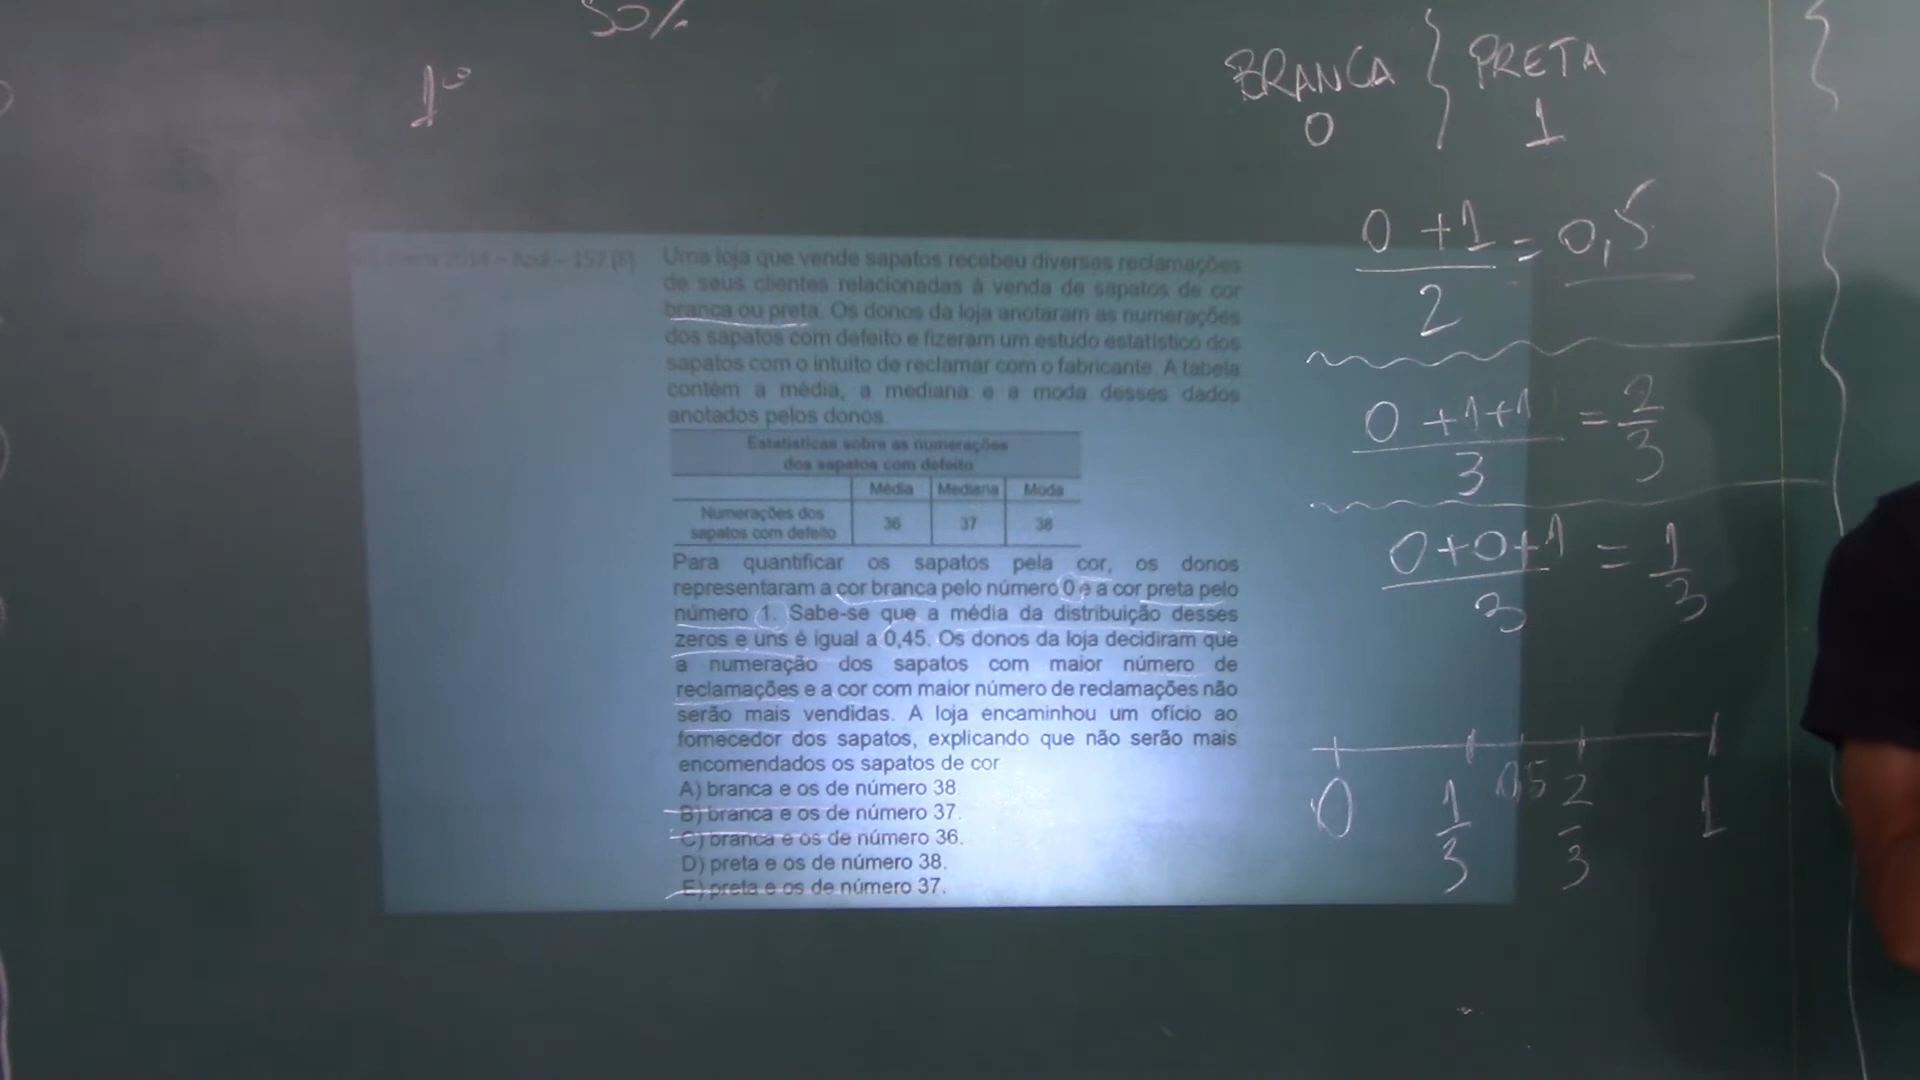 50%
1º
BRANCA
PRETA
0
1
0 + 1 = 0,5
2
0 + 1 + 1 = 2
3 3
0 + 0 + 1 = 1
3 3
0 1 0,5 2 1
3 3
Enem 2014 – Azul – 157 (E)
Uma loja que vende sapatos recebeu diversas reclamações
de seus clientes relacionadas à venda de sapatos de cor
branca ou preta. Os donos da loja anotaram as numerações
dos sapatos com defeito e fizeram um estudo estatístico dos
sapatos com o intuito de reclamar com o fabricante. A tabela
contém a média, a mediana e a moda desses dados
anotados pelos donos.
Estatísticas sobre as numerações
dos sapatos com defeito
Média Mediana Moda
Numerações dos
sapatos com defeito
36 37 38
Para quantificar os sapatos pela cor, os donos
representaram a cor branca pelo número 0 e a cor preta pelo
número 1. Sabe-se que a média da distribuição desses
zeros e uns é igual a 0,45. Os donos da loja decidiram que
a numeração dos sapatos com maior número de
reclamações e a cor com maior número de reclamações não
serão mais vendidas. A loja encaminhou um ofício ao
fornecedor dos sapatos, explicando que não serão mais
encomendados os sapatos de cor
A) branca e os de número 38.
B) branca e os de número 37.
C) branca e os de número 36.
D) preta e os de número 38.
E) preta e os de número 37.